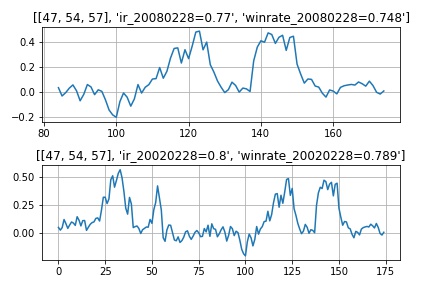 [[47, 54, 57], 'ir_20080228=0.77', 'winrate_20080228=0.748']
0.4
0.2
0.0
−0.2
80 100 120 140 160
[[47, 54, 57], 'ir_20020228=0.8', 'winrate_20020228=0.789']
0.50
0.25
0.00
0 25 50 75 100 125 150 175